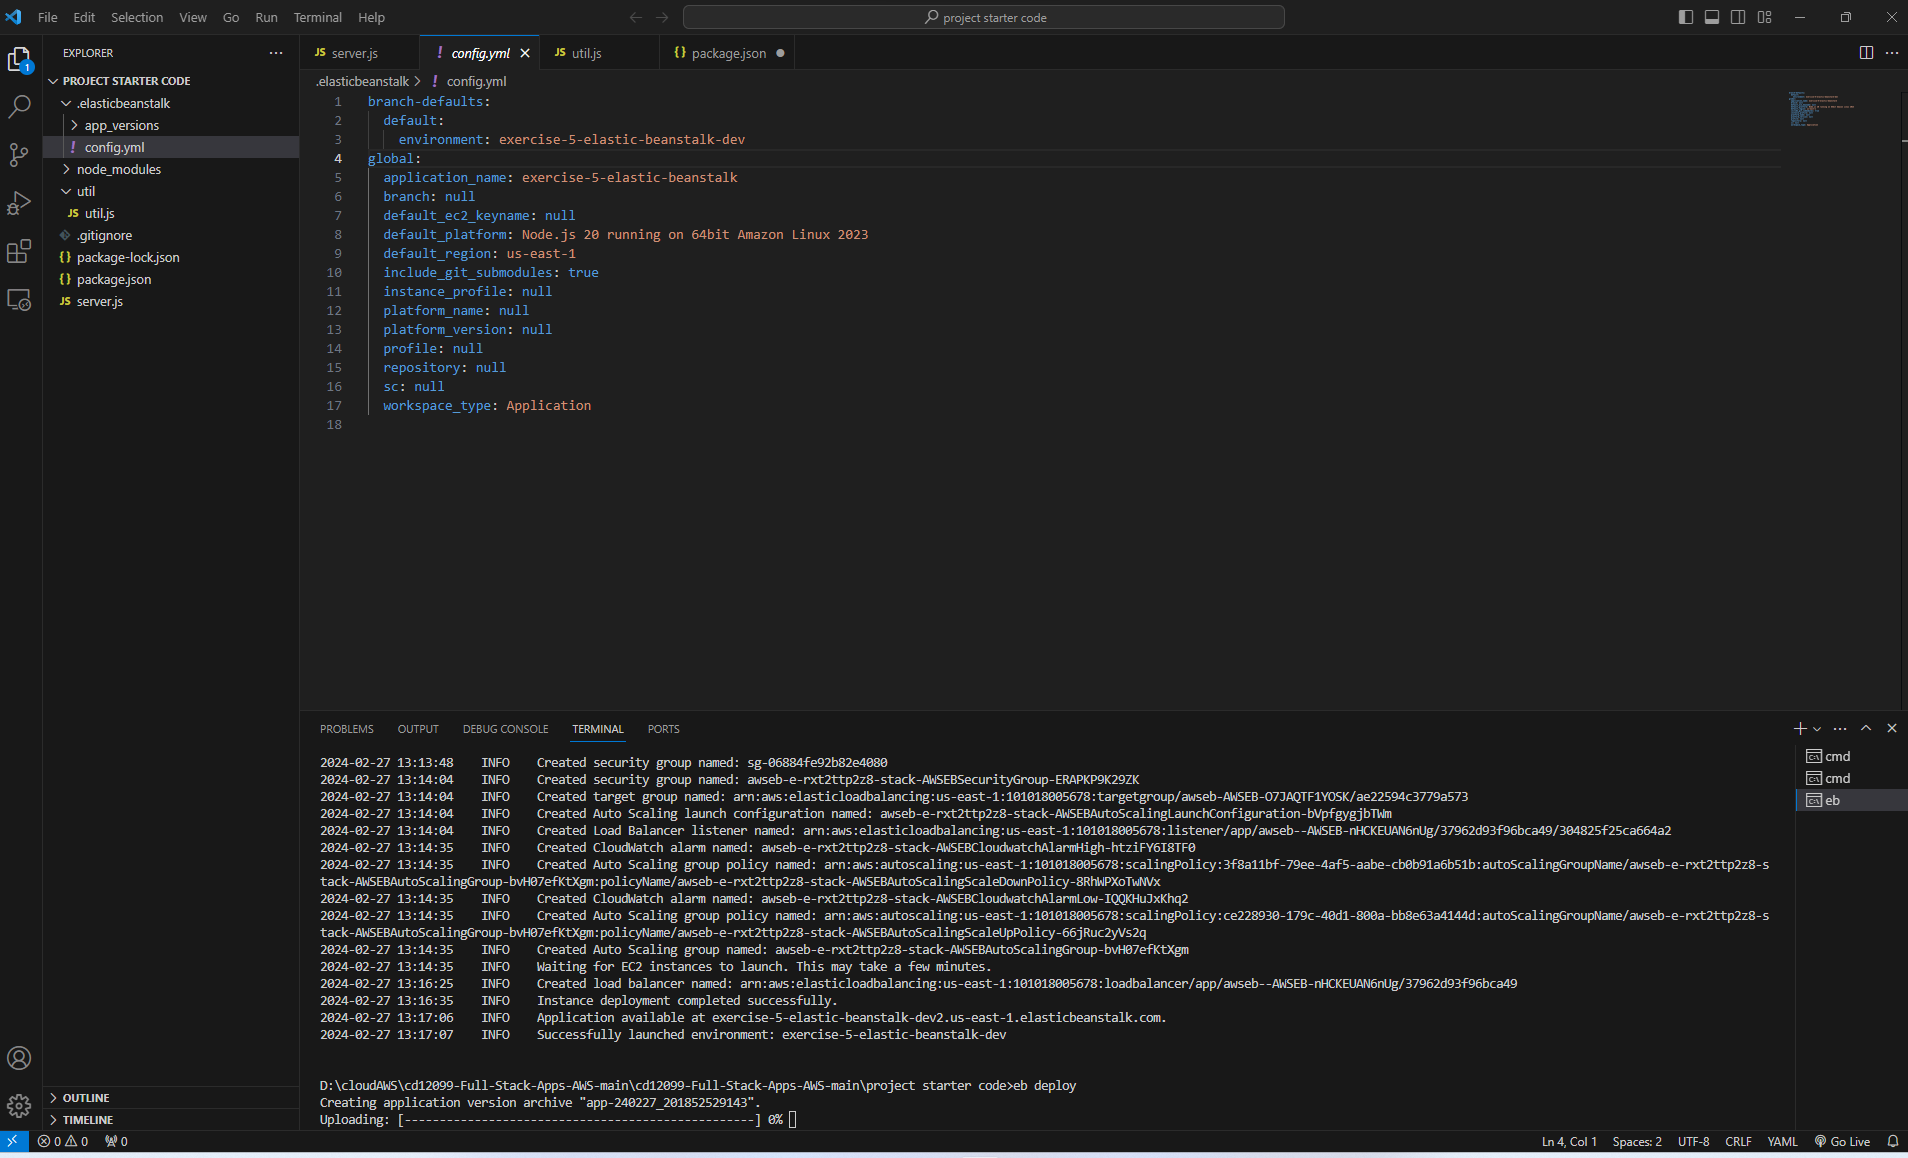 File Edit Selection View Go Run Terminal Help
project starter code
1
EXPLORER
PROJECT STARTER CODE
.elasticbeanstalk
app_versions
! config.yml
node_modules
util
JS util.js
.gitignore
{} package-lock.json
{} package.json
JS server.js
OUTLINE
TIMELINE
JS server.js
! config.yml
JS util.js
{} package.json
.elasticbeanstalk > ! config.yml
1 branch-defaults:
2 default:
3 environment: exercise-5-elastic-beanstalk-dev
4 global:
5 application_name: exercise-5-elastic-beanstalk
6 branch: null
7 default_ec2_keyname: null
8 default_platform: Node.js 20 running on 64bit Amazon Linux 2023
9 default_region: us-east-1
10 include_git_submodules: true
11 instance_profile: null
12 platform_name: null
13 platform_version: null
14 profile: null
15 repository: null
16 sc: null
17 workspace_type: Application
18
PROBLEMS OUTPUT DEBUG CONSOLE TERMINAL PORTS
2024-02-27 13:13:48 INFO Created security group named: sg-06884fe92b82e4080
2024-02-27 13:14:04 INFO Created security group named: awseb-e-rxt2ttp2z8-stack-AWSEBSecurityGroup-ERAPKP9K29ZK
2024-02-27 13:14:04 INFO Created target group named: arn:aws:elasticloadbalancing:us-east-1:101018005678:targetgroup/awseb-AWSEB-O7JAQTF1YOSK/ae22594c3779a573
2024-02-27 13:14:04 INFO Created Auto Scaling launch configuration named: awseb-e-rxt2ttp2z8-stack-AWSEBAutoScalingLaunchConfiguration-bVpfgygjbTWm
2024-02-27 13:14:04 INFO Created Load Balancer listener named: arn:aws:elasticloadbalancing:us-east-1:101018005678:listener/app/awseb--AWSEB-nHCKEUAN6nUg/37962d93f96bca49/304825f25ca664a2
2024-02-27 13:14:35 INFO Created CloudWatch alarm named: awseb-e-rxt2ttp2z8-stack-AWSEBCloudwatchAlarmHigh-htziFY6I8TF0
2024-02-27 13:14:35 INFO Created Auto Scaling group policy named: arn:aws:autoscaling:us-east-1:101018005678:scalingPolicy:3f8a11bf-79ee-4af5-aabe-cb0b91a6b51b:autoScalingGroupName/awseb-e-rxt2ttp2z8-s
tack-AWSEBAutoScalingGroup-bvH07efKtXgm:policyName/awseb-e-rxt2ttp2z8-stack-AWSEBAutoScalingScaleDownPolicy-8RhWPXoTwNVx
2024-02-27 13:14:35 INFO Created CloudWatch alarm named: awseb-e-rxt2ttp2z8-stack-AWSEBCloudwatchAlarmLow-IQQKHuJxKhq2
2024-02-27 13:14:35 INFO Created Auto Scaling group policy named: arn:aws:autoscaling:us-east-1:101018005678:scalingPolicy:ce228930-179c-40d1-800a-bb8e63a4144d:autoScalingGroupName/awseb-e-rxt2ttp2z8-s
tack-AWSEBAutoScalingGroup-bvH07efKtXgm:policyName/awseb-e-rxt2ttp2z8-stack-AWSEBAutoScalingScaleUpPolicy-66jRuc2yVs2q
2024-02-27 13:14:35 INFO Created Auto Scaling group named: awseb-e-rxt2ttp2z8-stack-AWSEBAutoScalingGroup-bvH07efKtXgm
2024-02-27 13:14:35 INFO Waiting for EC2 instances to launch. This may take a few minutes.
2024-02-27 13:16:25 INFO Created load balancer named: arn:aws:elasticloadbalancing:us-east-1:101018005678:loadbalancer/app/awseb--AWSEB-nHCKEUAN6nUg/37962d93f96bca49
2024-02-27 13:16:35 INFO Instance deployment completed successfully.
2024-02-27 13:17:06 INFO Application available at exercise-5-elastic-beanstalk-dev2.us-east-1.elasticbeanstalk.com.
2024-02-27 13:17:07 INFO Successfully launched environment: exercise-5-elastic-beanstalk-dev
D:\cloudAWS\cd12099-Full-Stack-Apps-AWS-main\cd12099-Full-Stack-Apps-AWS-main\project starter code>eb deploy
Creating application version archive "app-240227_201852529143".
Uploading: [--------------------------------------------------] 0%
cmd
cmd
eb
0 0 0
Ln 4, Col 1 Spaces: 2 UTF-8 CRLF YAML Go Live